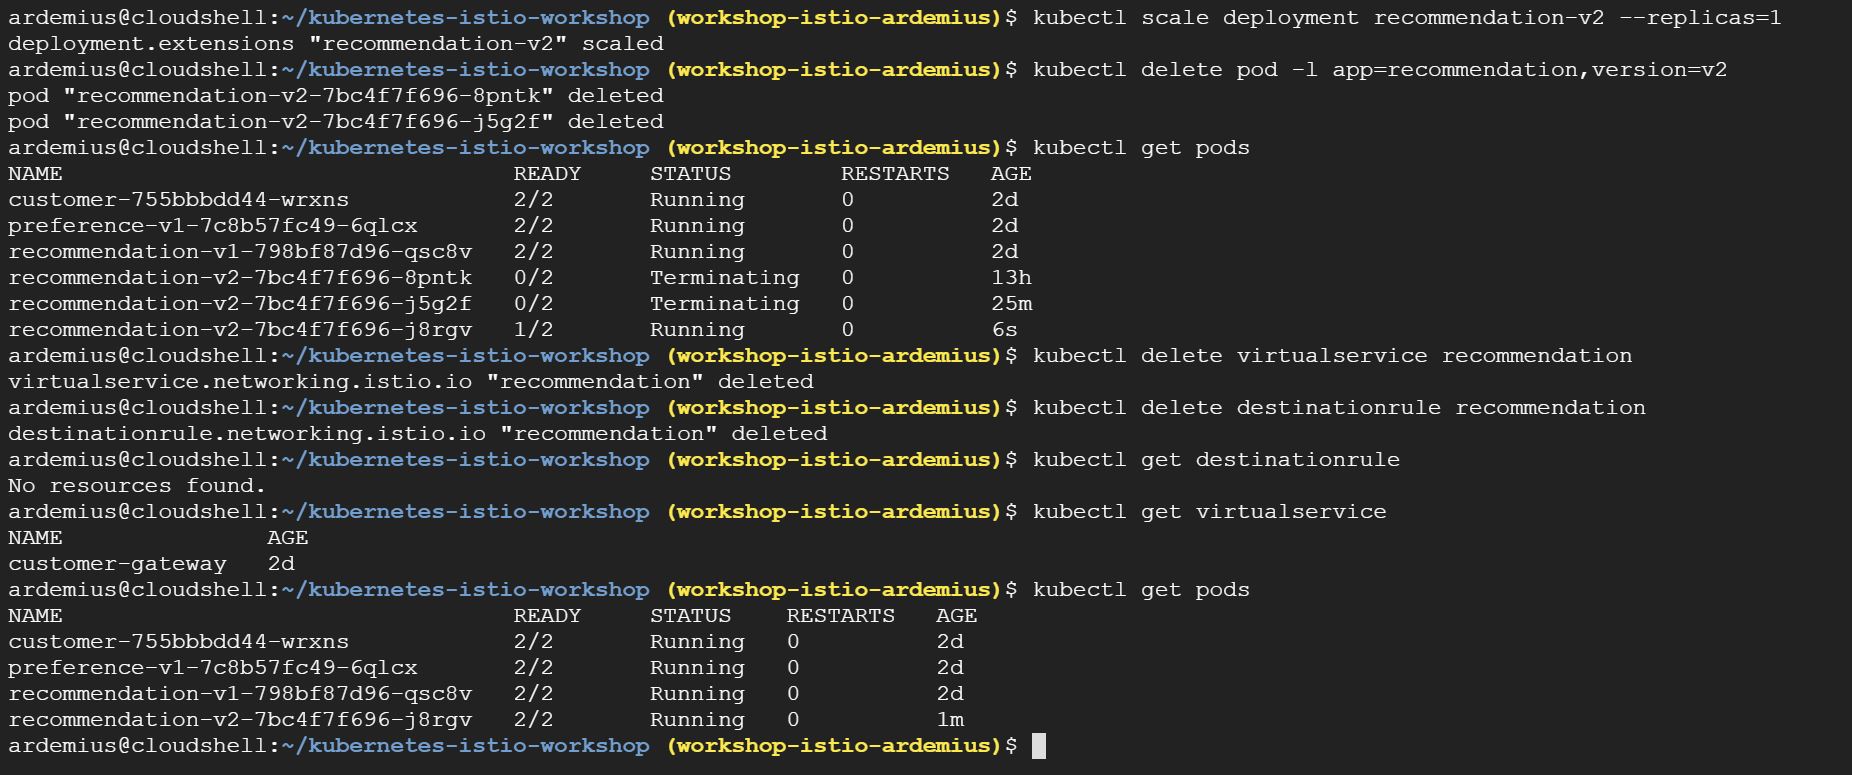 ardemius@cloudshell:~/kubernetes-istio-workshop (workshop-istio-ardemius)$ kubectl scale deployment recommendation-v2 --replicas=1
deployment.extensions "recommendation-v2" scaled
ardemius@cloudshell:~/kubernetes-istio-workshop (workshop-istio-ardemius)$ kubectl delete pod -l app=recommendation,version=v2
pod "recommendation-v2-7bc4f7f696-8pntk" deleted
pod "recommendation-v2-7bc4f7f696-j5g2f" deleted
ardemius@cloudshell:~/kubernetes-istio-workshop (workshop-istio-ardemius)$ kubectl get pods
NAME                                 READY     STATUS        RESTARTS   AGE
customer-755bbbdd44-wrxns            2/2       Running       0          2d
preference-v1-7c8b57fc49-6qlcx       2/2       Running       0          2d
recommendation-v1-798bf87d96-qsc8v   2/2       Running       0          2d
recommendation-v2-7bc4f7f696-8pntk   0/2       Terminating   0          13h
recommendation-v2-7bc4f7f696-j5g2f   0/2       Terminating   0          25m
recommendation-v2-7bc4f7f696-j8rgv   1/2       Running       0          6s
ardemius@cloudshell:~/kubernetes-istio-workshop (workshop-istio-ardemius)$ kubectl delete virtualservice recommendation
virtualservice.networking.istio.io "recommendation" deleted
ardemius@cloudshell:~/kubernetes-istio-workshop (workshop-istio-ardemius)$ kubectl delete destinationrule recommendation
destinationrule.networking.istio.io "recommendation" deleted
ardemius@cloudshell:~/kubernetes-istio-workshop (workshop-istio-ardemius)$ kubectl get destinationrule
No resources found.
ardemius@cloudshell:~/kubernetes-istio-workshop (workshop-istio-ardemius)$ kubectl get virtualservice
NAME               AGE
customer-gateway   2d
ardemius@cloudshell:~/kubernetes-istio-workshop (workshop-istio-ardemius)$ kubectl get pods
NAME                                 READY     STATUS    RESTARTS   AGE
customer-755bbbdd44-wrxns            2/2       Running   0          2d
preference-v1-7c8b57fc49-6qlcx       2/2       Running   0          2d
recommendation-v1-798bf87d96-qsc8v   2/2       Running   0          2d
recommendation-v2-7bc4f7f696-j8rgv   2/2       Running   0          1m
ardemius@cloudshell:~/kubernetes-istio-workshop (workshop-istio-ardemius)$